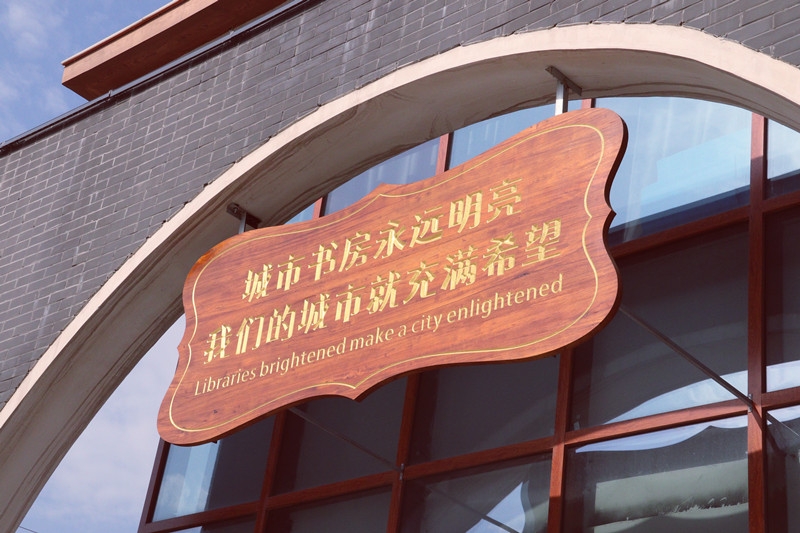 城市书房永远明亮
我们的城市就充满希望
Libraries brightened make a city enlightened